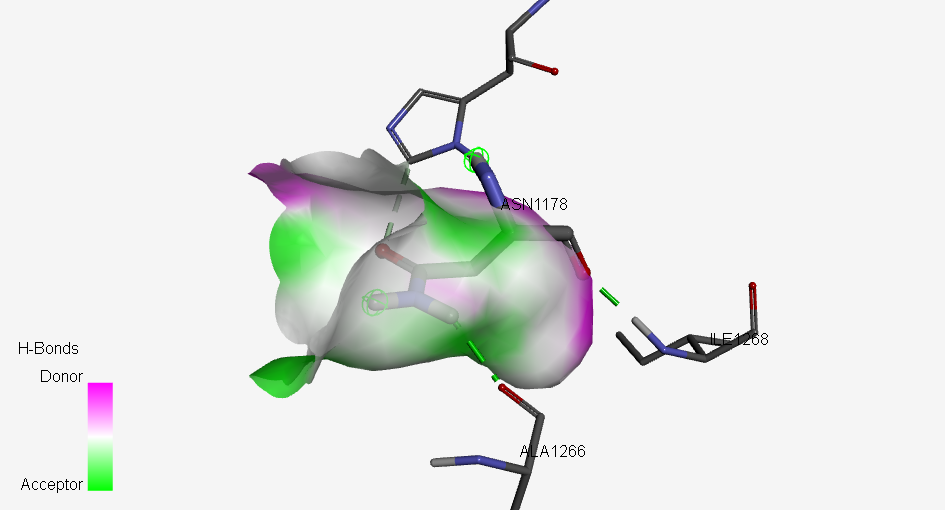 ASN1178
ILE1268
H-Bonds
Donor
ALA1266
Acceptor